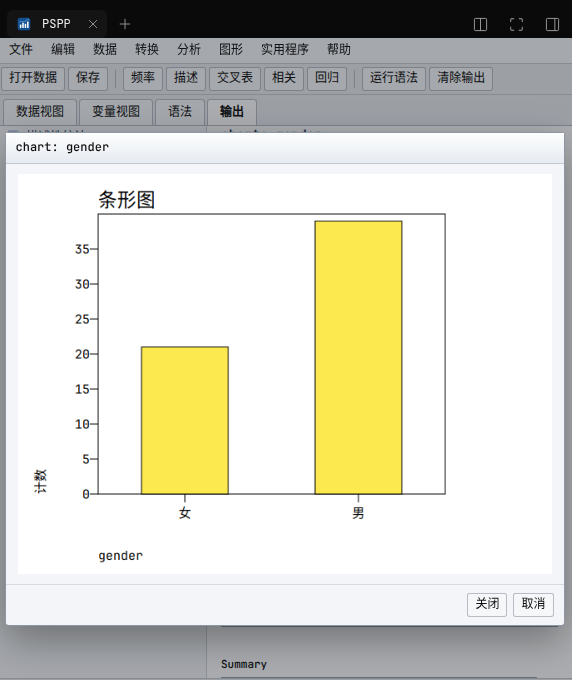 PSPP
文件 编辑 数据 转换 分析 图形 实用程序 帮助
打开数据 保存 频率 描述 交叉表 相关 回归 运行语法 清除输出
数据视图 变量视图 语法 输出
chart: gender
条形图
35
30
25
20
15
10
5
0
计数
女 男
gender
关闭 取消
Summary